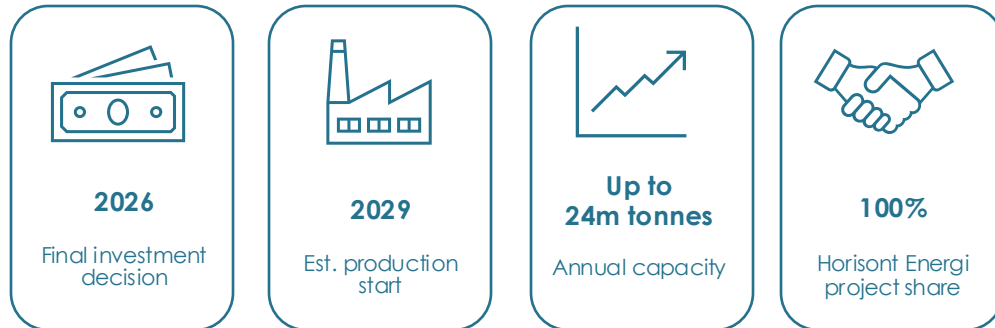 2026
Final investment
decision
2029
Est. production
start
Up to
24m tonnes
Annual capacity
100%
Horisont Energi
project share